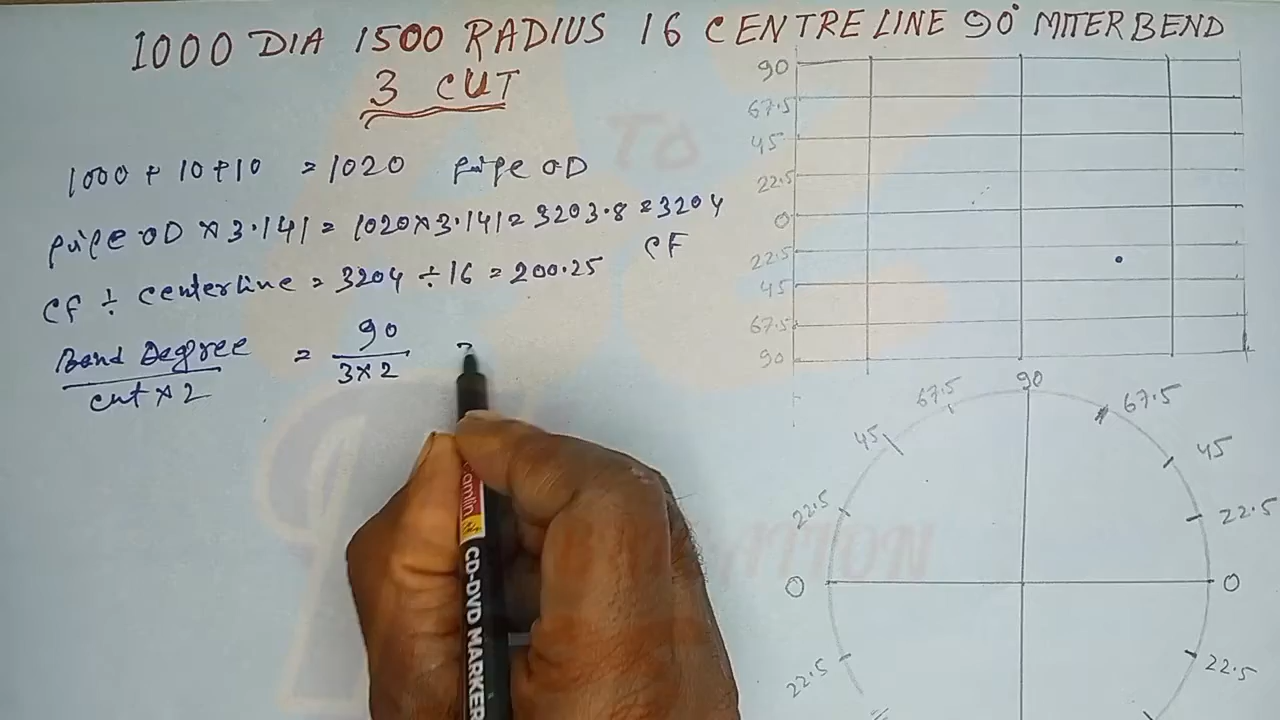 1000 DIA 1500 RADIUS 16 CENTRE LINE 90° MITER BEND
3 CUT
1000 + 10 + 10 = 1020 pipe OD
pipe OD × 3.141 = 1020 × 3.141 = 3203.8 = 3204
CF
CF ÷ centerline = 3204 ÷ 16 = 200.25
Bend Degree = 90 =
cut × 2 3 × 2
90
67.5
45
22.5
0
22.5
45
67.5
90
90
67.5 67.5
45 45
22.5 22.5
0 0
22.5 22.5
TO
camlin
CD-DVD MARKER